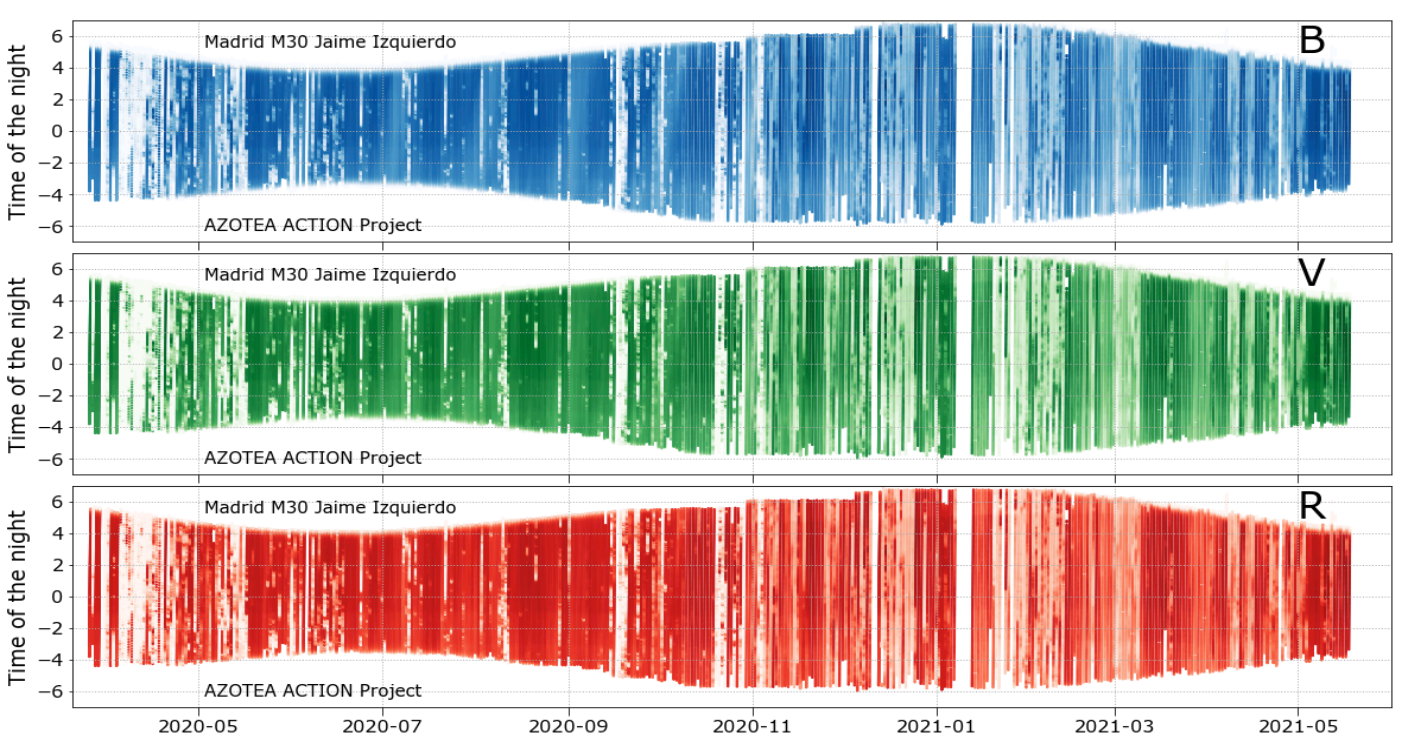 B
Madrid M30 Jaime Izquierdo
6
4
2
0
−2
−4
−6
Time of the night
AZOTEA ACTION Project
V
Madrid M30 Jaime Izquierdo
6
4
2
0
−2
−4
−6
Time of the night
AZOTEA ACTION Project
R
Madrid M30 Jaime Izquierdo
6
4
2
0
−2
−4
−6
Time of the night
AZOTEA ACTION Project
2020-05 2020-07 2020-09 2020-11 2021-01 2021-03 2021-05